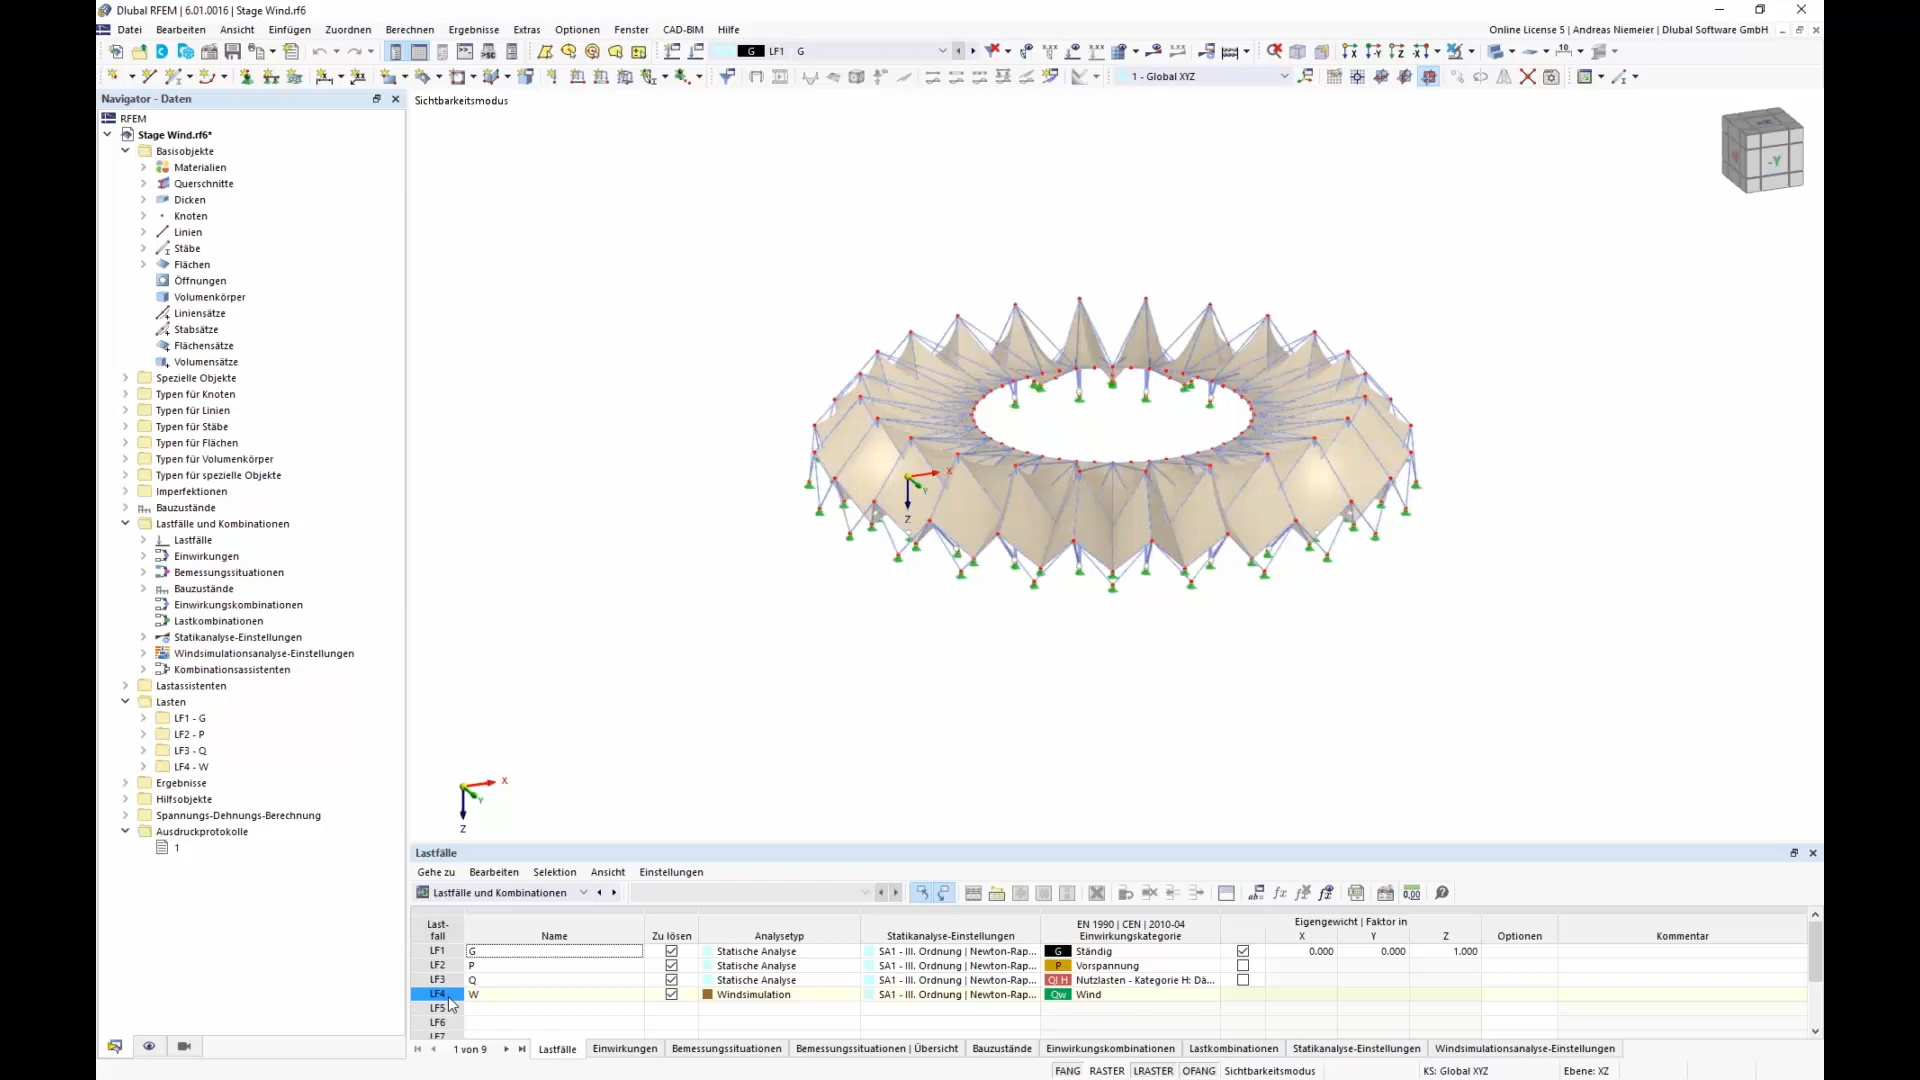 Dlubal RFEM | 6.01.0016 | Stage Wind.rf6
Datei Bearbeiten Ansicht Einfügen Zuordnen Berechnen Ergebnisse Extras Optionen Fenster CAD-BIM Hilfe
Online License 5 | Andreas Niemeier | Dlubal Software GmbH
G LF1 G
1 - Global XYZ
Navigator - Daten
RFEM
Stage Wind.rf6*
Basisobjekte
Materialien
Querschnitte
Dicken
Knoten
Linien
Stäbe
Flächen
Öffnungen
Volumenkörper
Liniensätze
Stabsätze
Flächensätze
Volumensätze
Spezielle Objekte
Typen für Knoten
Typen für Linien
Typen für Stäbe
Typen für Flächen
Typen für Volumenkörper
Typen für spezielle Objekte
Imperfektionen
Bauzustände
Lastfälle und Kombinationen
Lastfälle
Einwirkungen
Bemessungssituationen
Bauzustände
Einwirkungskombinationen
Lastkombinationen
Statikanalyse-Einstellungen
Windsimulationsanalyse-Einstellungen
Kombinationsassistenten
Lastassistenten
Lasten
LF1 - G
LF2 - P
LF3 - Q
LF4 - W
Ergebnisse
Hilfsobjekte
Spannungs-Dehnungs-Berechnung
Ausdruckprotokolle
1
Sichtbarkeitsmodus
-Y
X
Y
Z
X
Y
Z
Lastfälle
Gehe zu Bearbeiten Selektion Ansicht Einstellungen
Lastfälle und Kombinationen
Last-
fall
Name
Zu lösen
Analysetyp
Statikanalyse-Einstellungen
EN 1990 | CEN | 2010-04
Einwirkungskategorie
Eigengewicht | Faktor in
X Y Z
Optionen
Kommentar
LF1 G Statische Analyse SA1 - III. Ordnung | Newton-Rap... G Ständig 0.000 0.000 1.000
LF2 P Statische Analyse SA1 - III. Ordnung | Newton-Rap... P Vorspannung
LF3 Q Statische Analyse SA1 - III. Ordnung | Newton-Rap... QI H Nutzlasten - Kategorie H: Dä...
LF4 W Windsimulation SA1 - III. Ordnung | Newton-Rap... Qw Wind
LF5
LF6
LF7
1 von 9
Lastfälle Einwirkungen Bemessungssituationen Bemessungssituationen | Übersicht Bauzustände Einwirkungskombinationen Lastkombinationen Statikanalyse-Einstellungen Windsimulationsanalyse-Einstellungen
FANG RASTER LRASTER OFANG Sichtbarkeitsmodus KS: Global XYZ Ebene: XZ